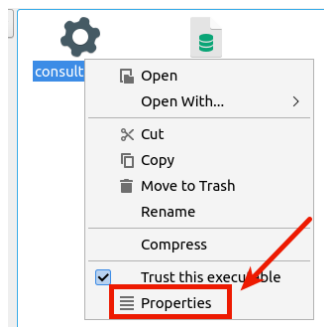 consult
Open
Open With...
Cut
Copy
Move to Trash
Rename
Compress
Trust this executable
Properties